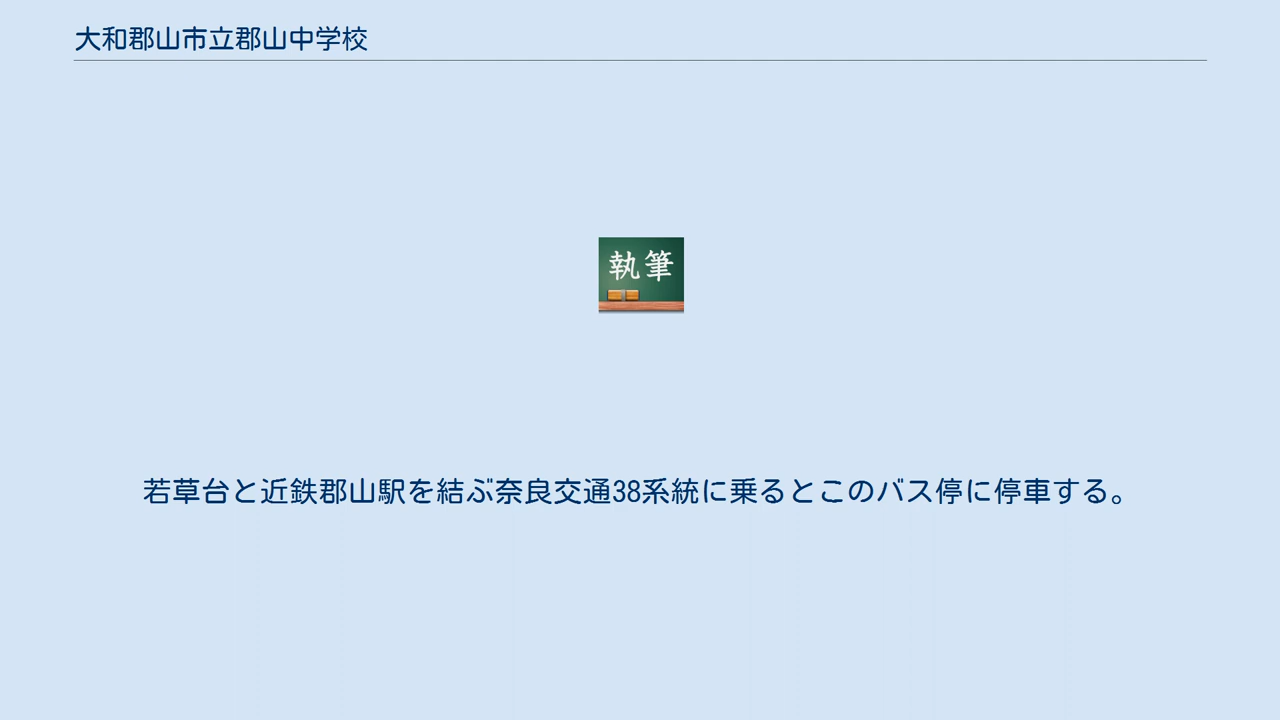 大和郡山市立郡山中学校
執筆
若草台と近鉄郡山駅を結ぶ奈良交通38系統に乗るとこのバス停に停車する。